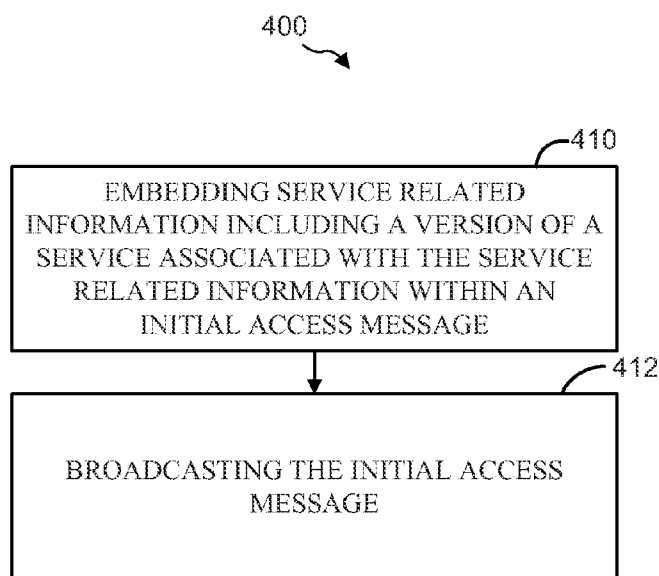 400
410
EMBEDDING SERVICE RELATED
INFORMATION INCLUDING A VERSION OF A
SERVICE ASSOCIATED WITH THE SERVICE
RELATED INFORMATION WITHIN AN
INITIAL ACCESS MESSAGE
412
BROADCASTING THE INITIAL ACCESS
MESSAGE